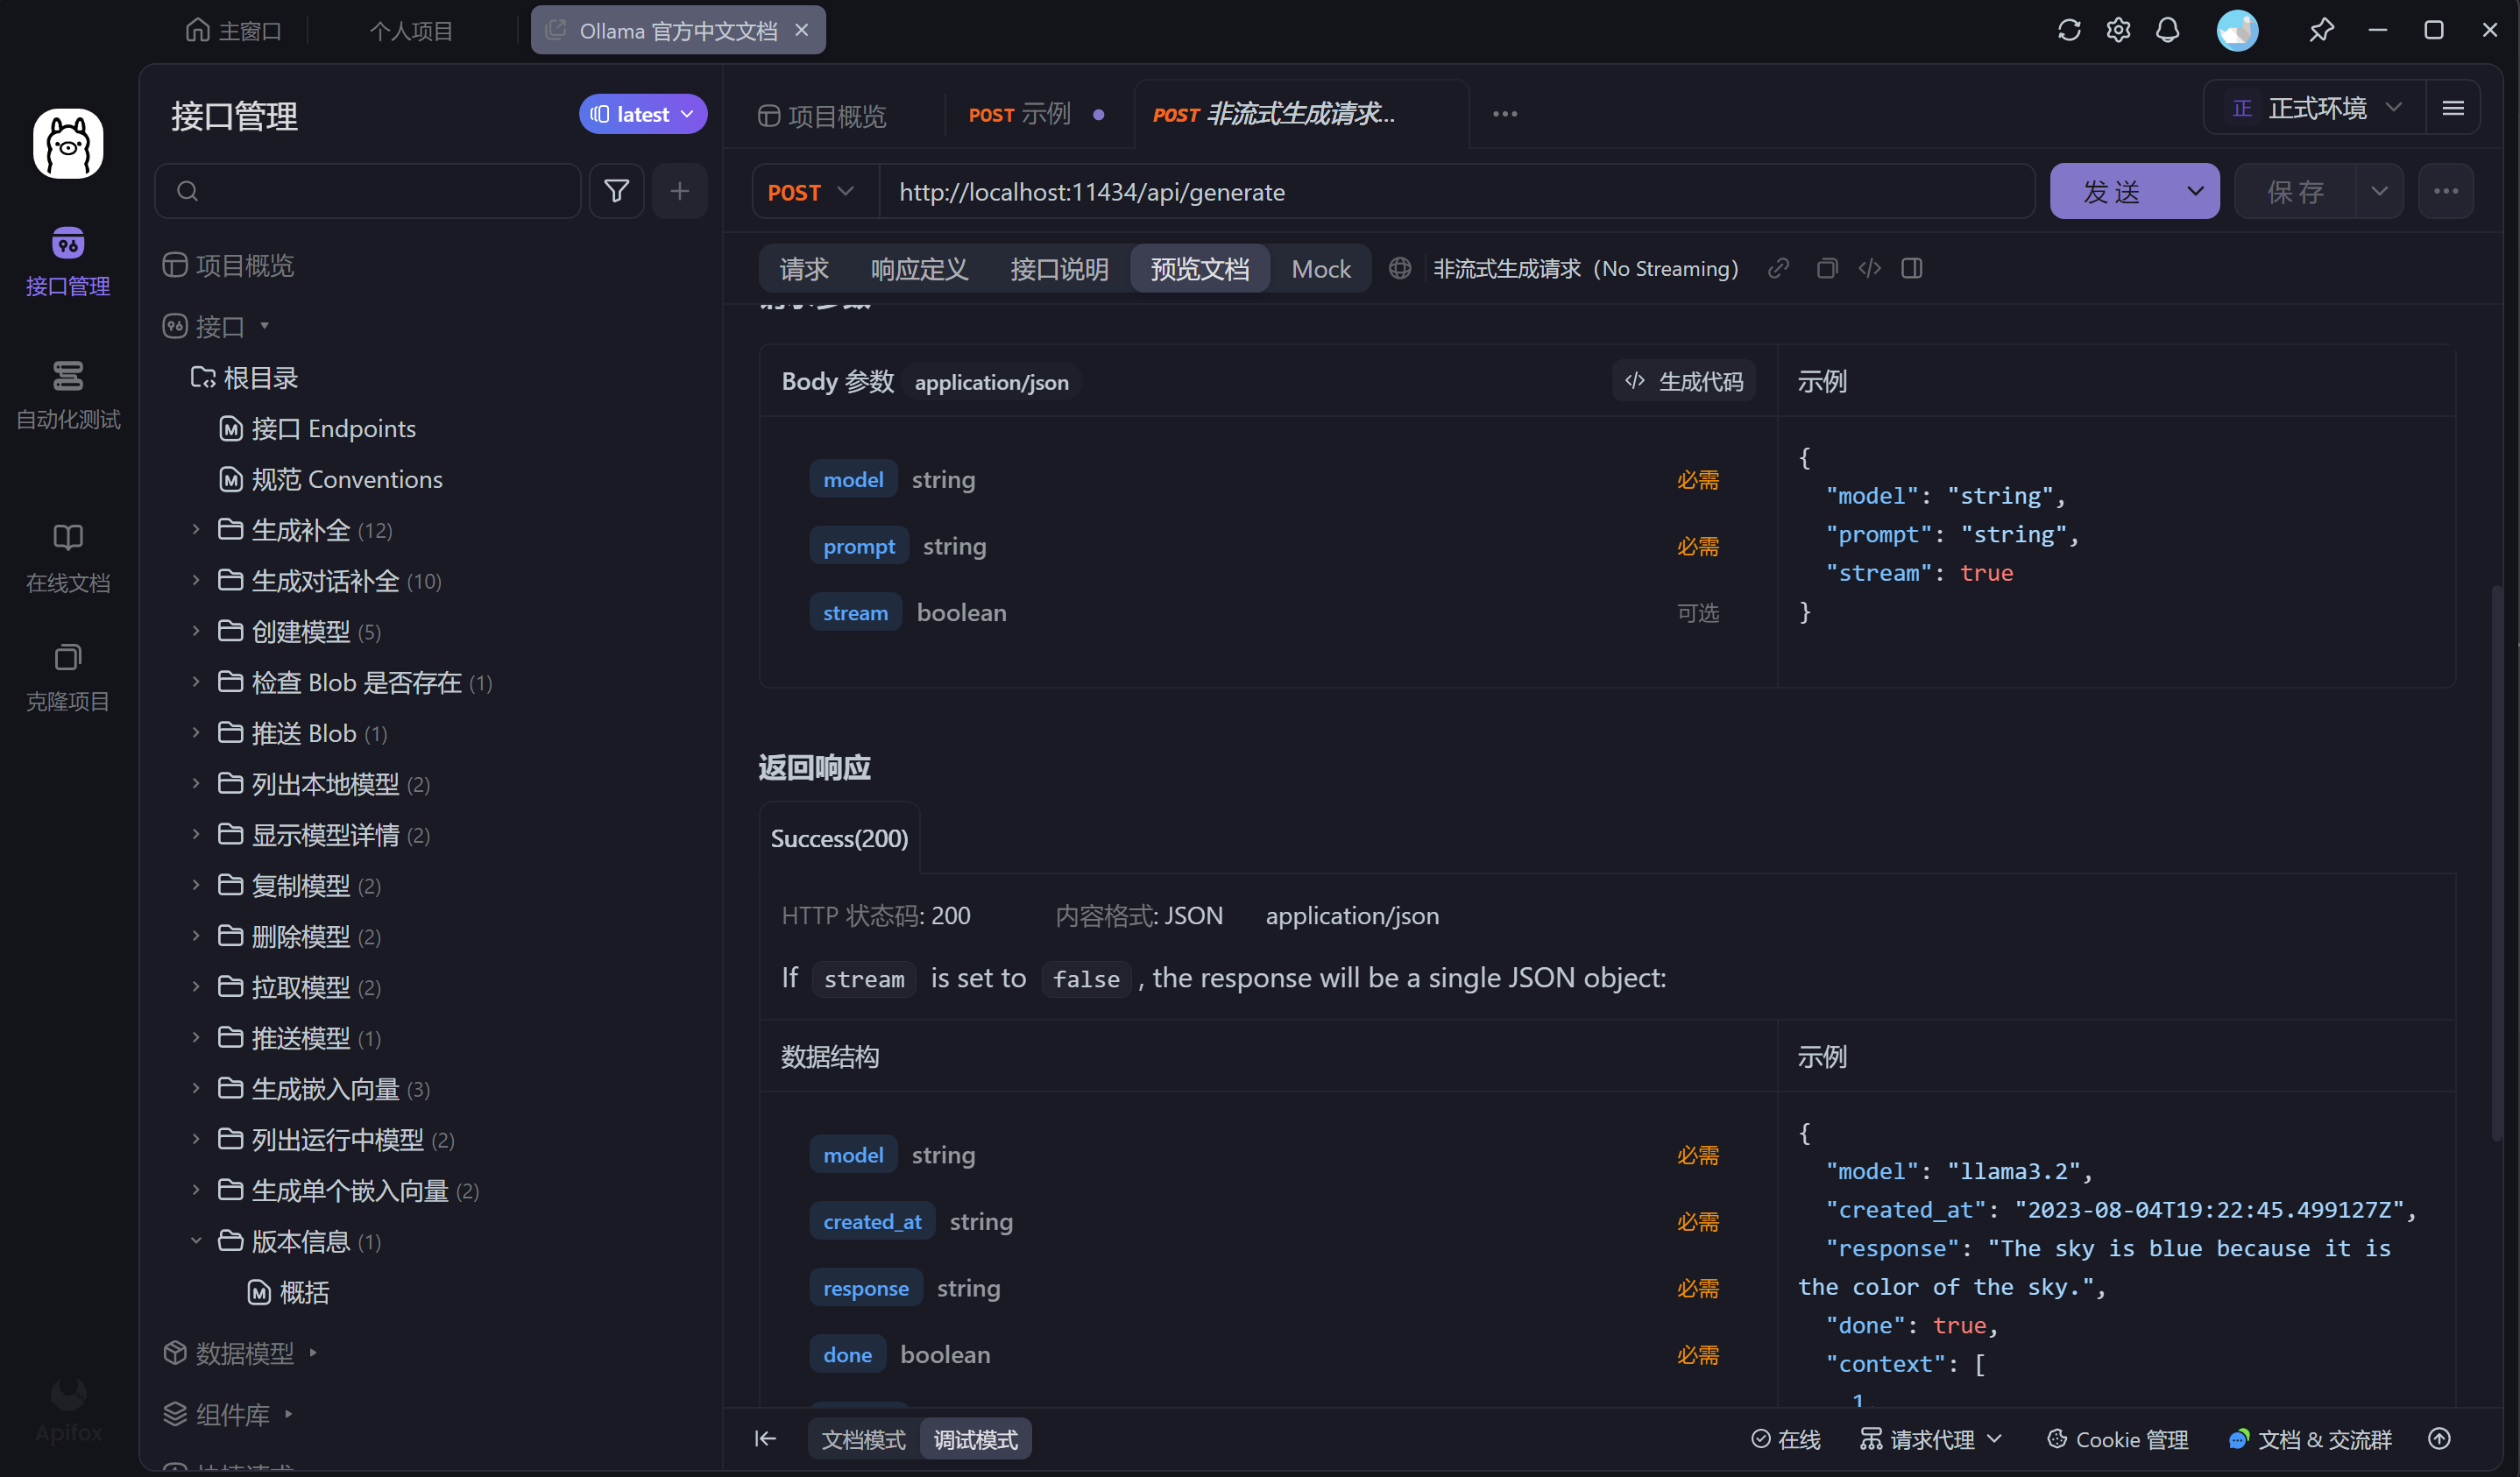 主窗口
个人项目
Ollama 官方中文文档
接口管理
自动化测试
在线文档
克隆项目
Apifox
接口管理
latest
项目概览
接口
根目录
接口 Endpoints
规范 Conventions
生成补全 (12)
生成对话补全 (10)
创建模型 (5)
检查 Blob 是否存在 (1)
推送 Blob (1)
列出本地模型 (2)
显示模型详情 (2)
复制模型 (2)
删除模型 (2)
拉取模型 (2)
推送模型 (1)
生成嵌入向量 (3)
列出运行中模型 (2)
生成单个嵌入向量 (2)
版本信息 (1)
概括
数据模型
组件库
项目概览
POST 示例
POST 非流式生成请求...
正 正式环境
POST
http://localhost:11434/api/generate
发送
保存
请求
响应定义
接口说明
预览文档
Mock
非流式生成请求（No Streaming）
Body 参数 application/json
生成代码
示例
model string 必需
prompt string 必需
stream boolean 可选
{
"model": "string",
"prompt": "string",
"stream": true
}
返回响应
Success(200)
HTTP 状态码: 200 内容格式: JSON application/json
If stream is set to false , the response will be a single JSON object:
数据结构
示例
model string 必需
created_at string 必需
response string 必需
done boolean 必需
{
"model": "llama3.2",
"created_at": "2023-08-04T19:22:45.499127Z",
"response": "The sky is blue because it is
the color of the sky.",
"done": true,
"context": [
文档模式
调试模式
在线
请求代理
Cookie 管理
文档 & 交流群